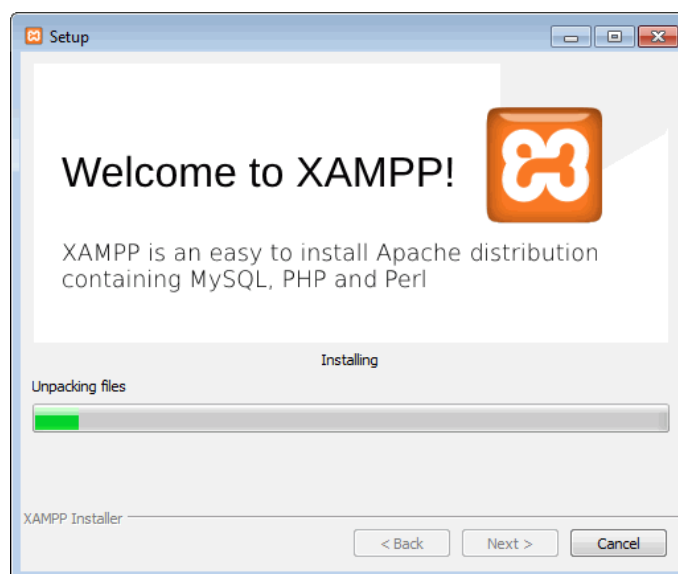 Setup
Welcome to XAMPP!
XAMPP is an easy to install Apache distribution
containing MySQL, PHP and Perl
Installing
Unpacking files
XAMPP Installer
< Back Next > Cancel